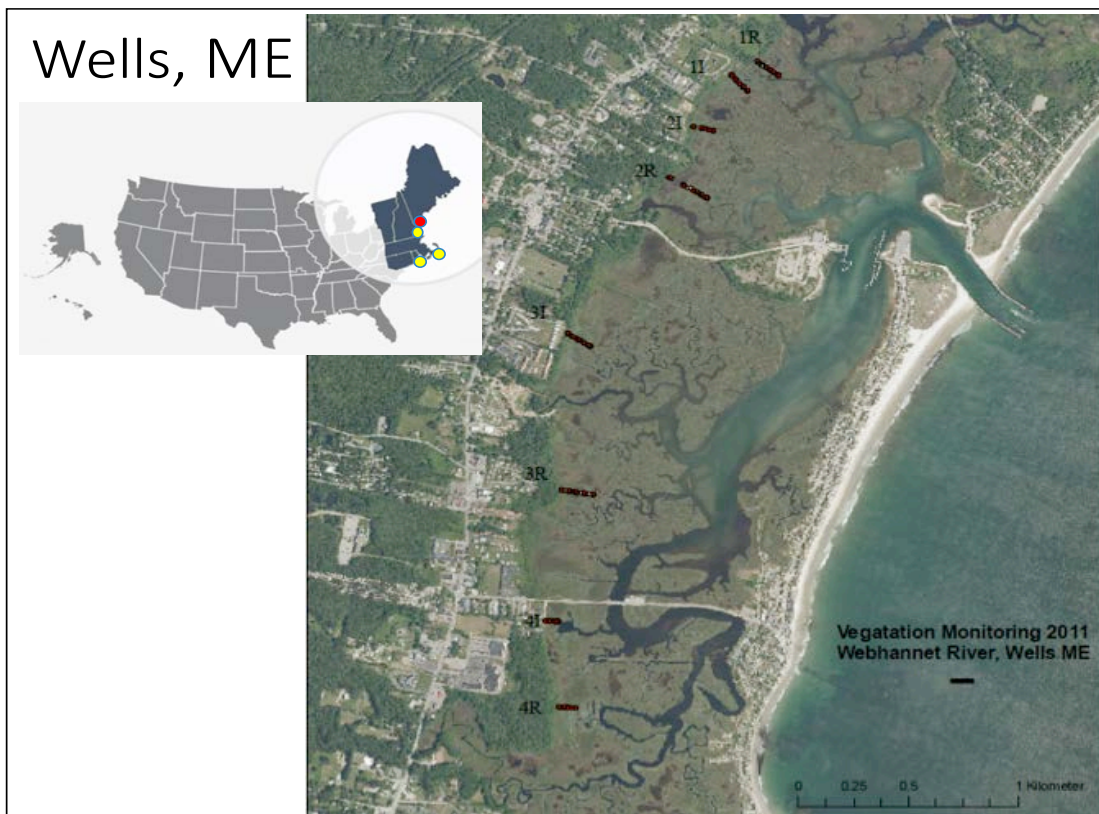 Wells, ME
1R
1I
2I
2R
3I
3R
4I
4R
Vegatation Monitoring 2011
Webhannet River, Wells ME
0 0.25 0.5 1 Kilometer